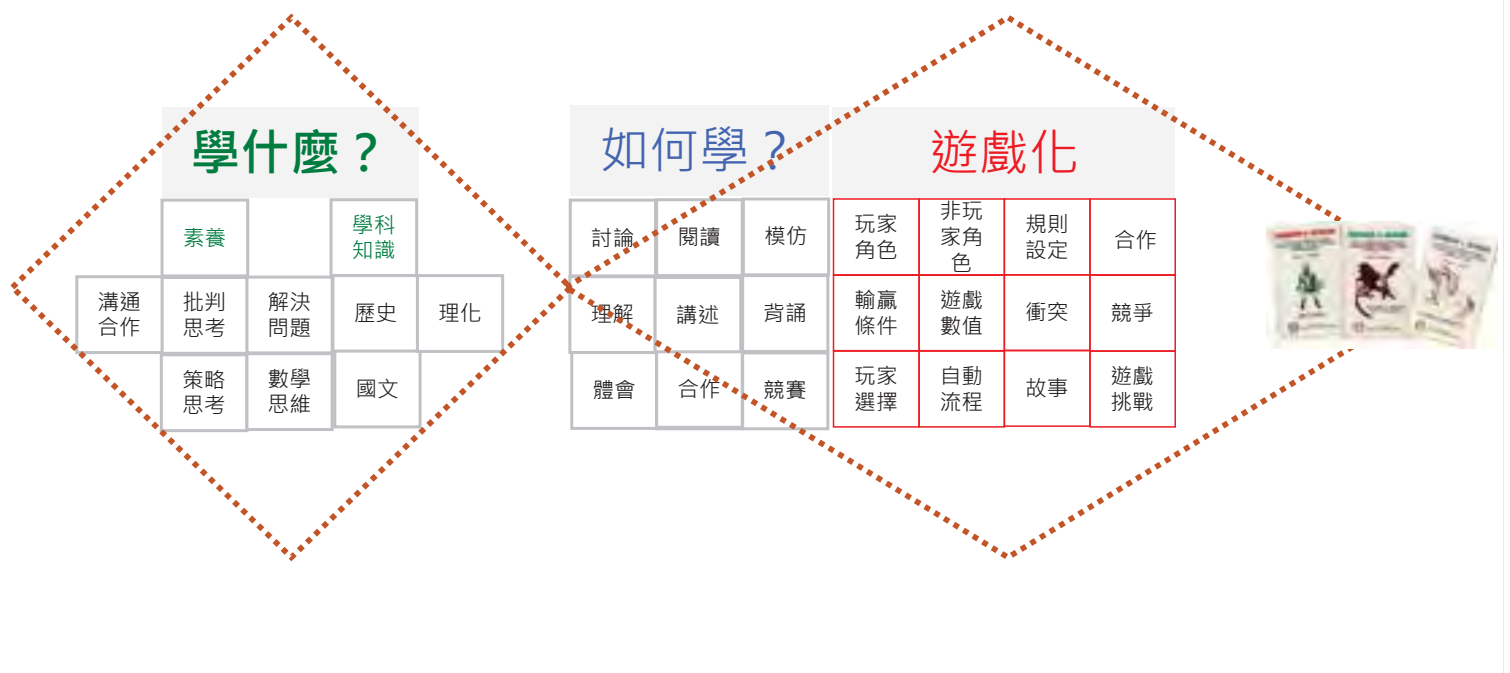 學什麼？
如何學？
遊戲化
素養
學科
知識
溝通
合作
批判
思考
解決
問題
歷史
理化
策略
思考
數學
思維
國文
討論
閱讀
模仿
理解
講述
背誦
體會
合作
競賽
玩家
角色
非玩
家角
色
規則
設定
合作
輸贏
條件
遊戲
數值
衝突
競爭
玩家
選擇
自動
流程
故事
遊戲
挑戰